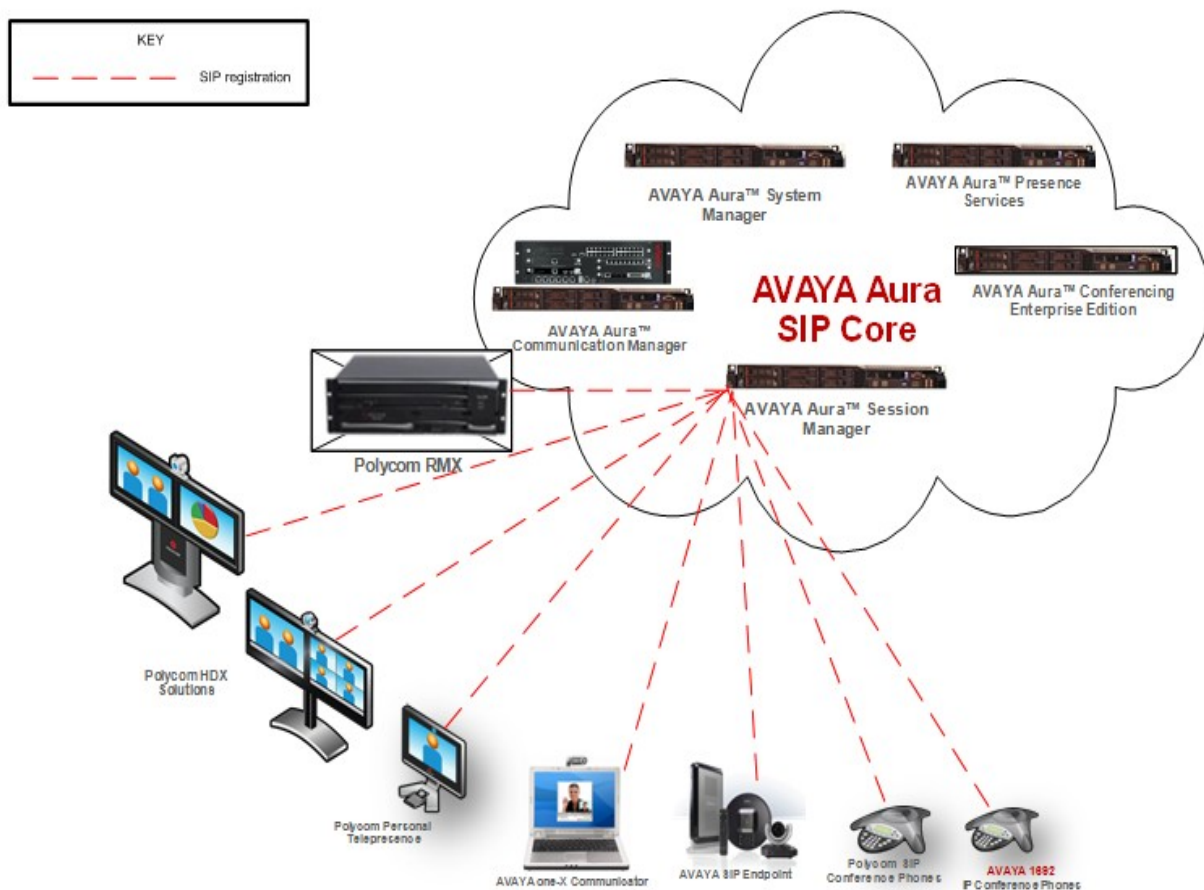 KEY
SIP registration
AVAYA Aura™ System
Manager
AVAYA Aura™ Presence
Services
AVAYA Aura™ Conferencing
Enterprise Edition
AVAYA Aura
SIP Core
AVAYA Aura™
Communication Manager
AVAYA Aura™ Session
Manager
Polycom RMX
Polycom HDX
Solutions
Polycom Personal
Telepresence
AVAYA one-X Communicator
AVAYA SIP Endpoint
Polycom SIP
Conference Phones
AVAYA 1692
IP Conference Phones